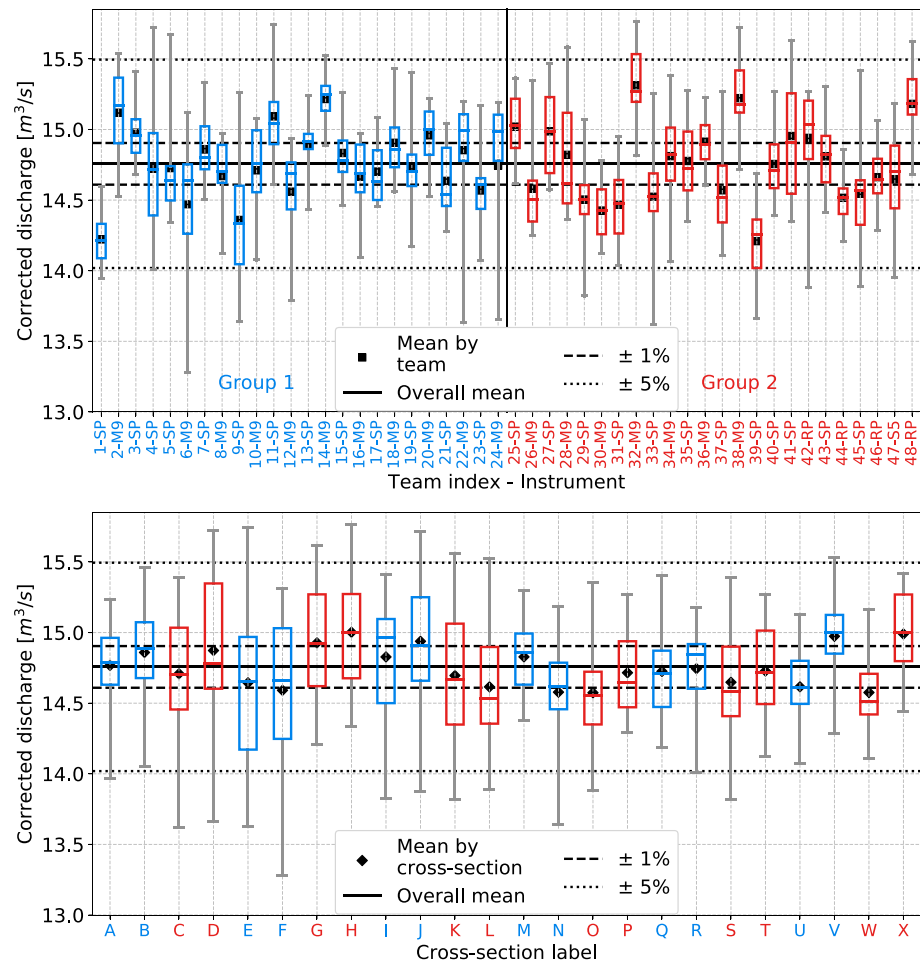 Corrected discharge [m³/s]
15.5
15.0
14.5
14.0
13.5
13.0
Mean by
team
Overall mean
± 1%
± 5%
Group 1
Group 2
1-SP
2-M9
3-SP
4-SP
5-SP
6-M9
7-SP
8-M9
9-SP
10-M9
11-SP
12-M9
13-SP
14-M9
15-SP
16-M9
17-SP
18-M9
19-SP
20-M9
21-SP
22-M9
23-SP
24-M9
25-SP
26-M9
27-SP
28-M9
29-SP
30-M9
31-SP
32-M9
33-SP
34-M9
35-SP
36-M9
37-SP
38-M9
39-SP
40-SP
41-SP
42-RP
43-SP
44-RP
45-SP
46-RP
47-S5
48-RP
Team index - Instrument
Corrected discharge [m³/s]
15.5
15.0
14.5
14.0
13.5
13.0
Mean by
cross-section
Overall mean
± 1%
± 5%
A B C D E F G H I J K L M N O P Q R S T U V W X
Cross-section label